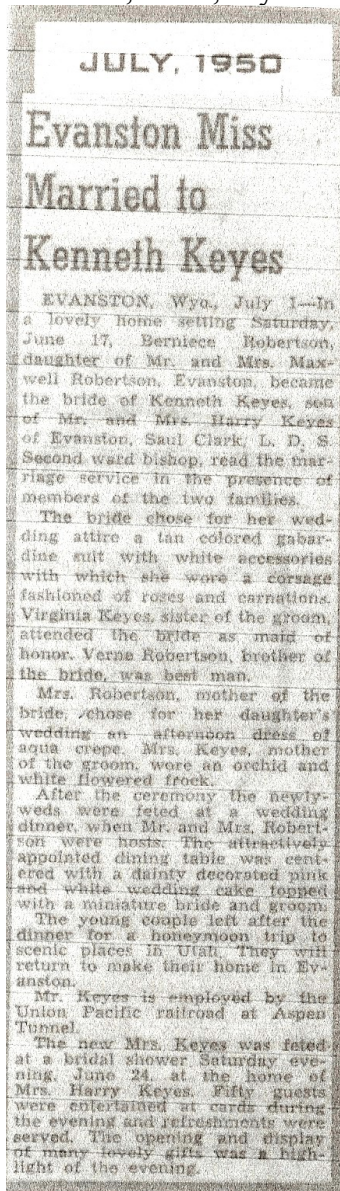 JULY, 1950
Evanston Miss
Married to
Kenneth Keyes
EVANSTON, Wyo., July 1—In
a lovely home setting Saturday,
June 17, Berniece Robertson,
daughter of Mr. and Mrs. Max-
well Robertson, Evanston, became
the bride of Kenneth Keyes, son
of Mr. and Mrs. Harry Keyes
of Evanston, Saul Clark, L. D. S.
Second ward bishop, read the mar-
riage service in the presence of
members of the two families.
The bride chose for her wed-
ding attire a tan colored gabar-
dine suit with white accessories
with which she wore a corsage
fashioned of roses and carnations.
Virginia Keyes, sister of the groom,
attended the bride as maid of
honor. Verne Robertson, brother of
the bride, was best man.
Mrs. Robertson, mother of the
bride, chose for her daughter's
wedding an afternoon dress of
aqua crepe. Mrs. Keyes, mother
of the groom, wore an orchid and
white flowered frock.
After the ceremony the newly-
weds were feted at a wedding
dinner, when Mr. and Mrs. Robert-
son were hosts. The attractively
appointed dining table was cent-
ered with a dainty decorated pink
and white wedding cake topped
with a miniature bride and groom.
The young couple left after the
dinner for a honeymoon trip to
scenic places in Utah. They will
return to make their home in Ev-
anston.
Mr. Keyes is employed by the
Union Pacific railroad at Aspen
Tunnel.
The new Mrs. Keyes was feted
at a bridal shower Saturday eve-
ning, June 24, at the home of
Mrs. Harry Keyes. Fifty guests
were entertained at cards during
the evening and refreshments were
served. The opening and display
of many lovely gifts was a high-
light of the evening.